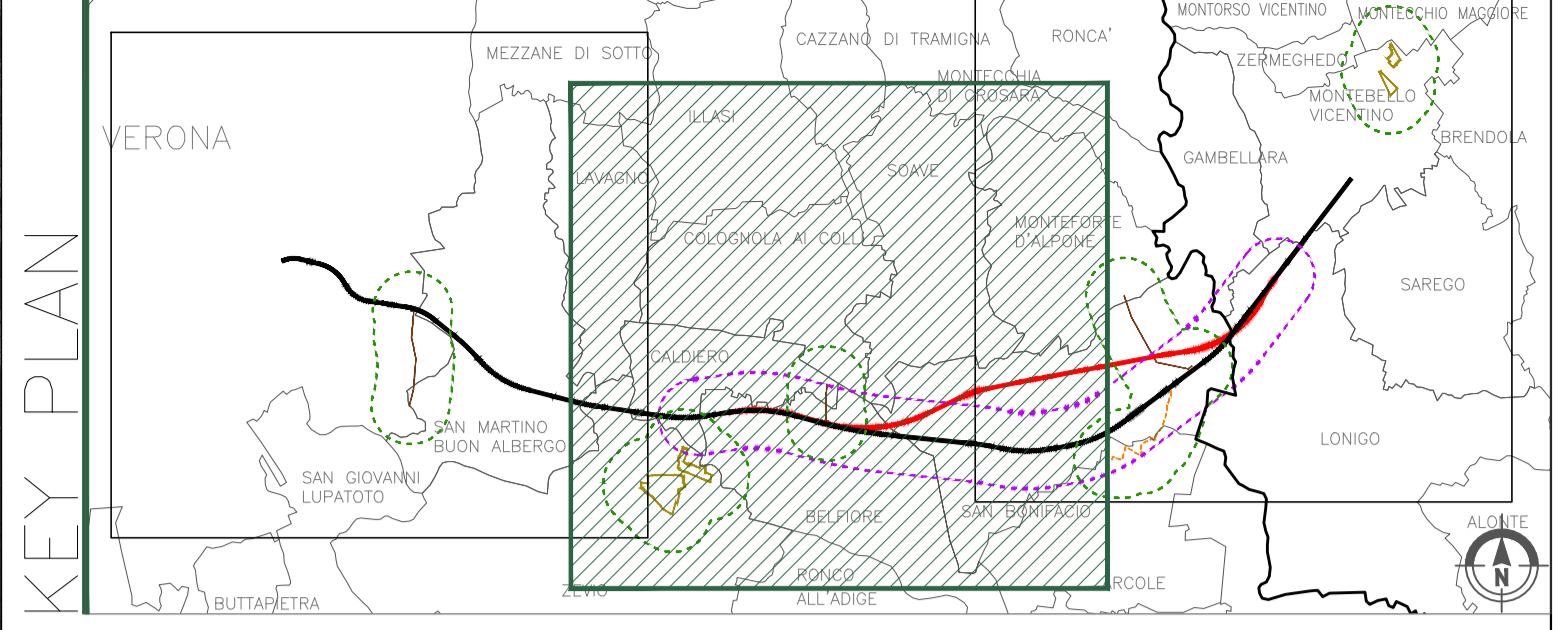 KEY PLAN
MONTORSO VICENTINO
MONTECCHIO MAGGIORE
MEZZANE DI SOTTO
CAZZANO DI TRAMIGNA
RONCA'
ZERMEGHEDO
MONTECCHIA
DI CROSARA
MONTEBELLO
VICENTINO
ILLASI
VERONA
BRENDOLA
GAMBELLARA
LAVAGNO
SOAVE
MONTEFORTE
D'ALPONE
COLOGNOLA AI COLLI
SAREGO
CALDIERO
SAN MARTINO
BUON ALBERGO
LONIGO
SAN GIOVANNI
LUPATOTO
BELFIORE
SAN BONIFACIO
ALONTE
RONCO
ALL'ADIGE
ZEVIO
ARCOLE
BUTTAPIETRA
N